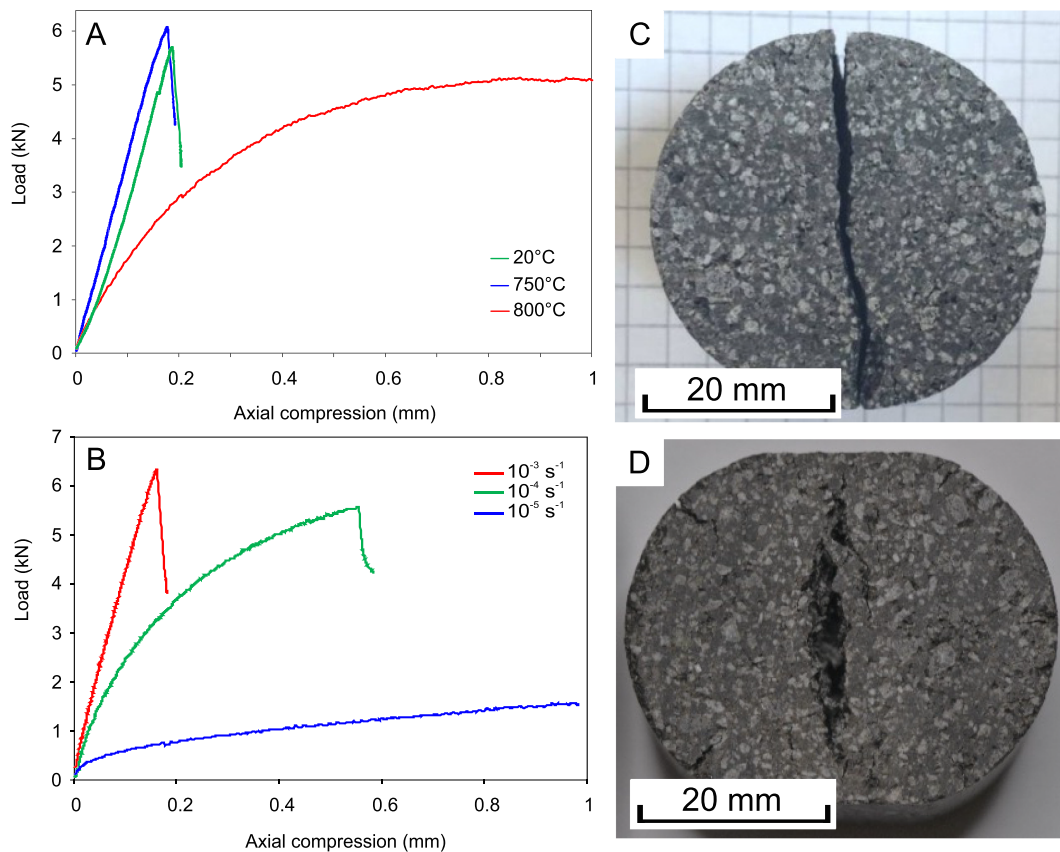 A
Load (kN)
6
5
4
3
2
1
0
20°C
750°C
800°C
0
0.2
0.4
0.6
0.8
1
Axial compression (mm)
B
Load (kN)
7
6
5
4
3
2
1
0
10⁻³ s⁻¹
10⁻⁴ s⁻¹
10⁻⁵ s⁻¹
0
0.2
0.4
0.6
0.8
1
Axial compression (mm)
C
20 mm
D
20 mm